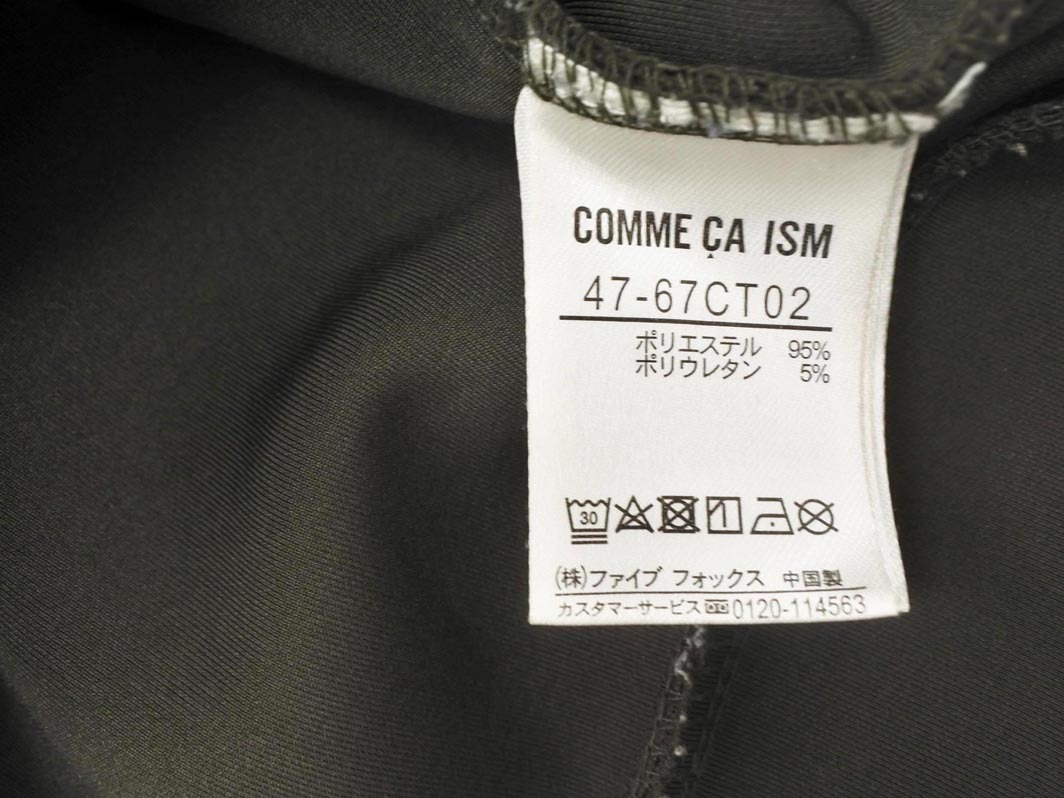 COMME ÇA ISM
47-67CT02
ポリエステル 95%
ポリウレタン 5%
30
(株)ファイブ フォックス 中国製
カスタマーサービス 0120-114563